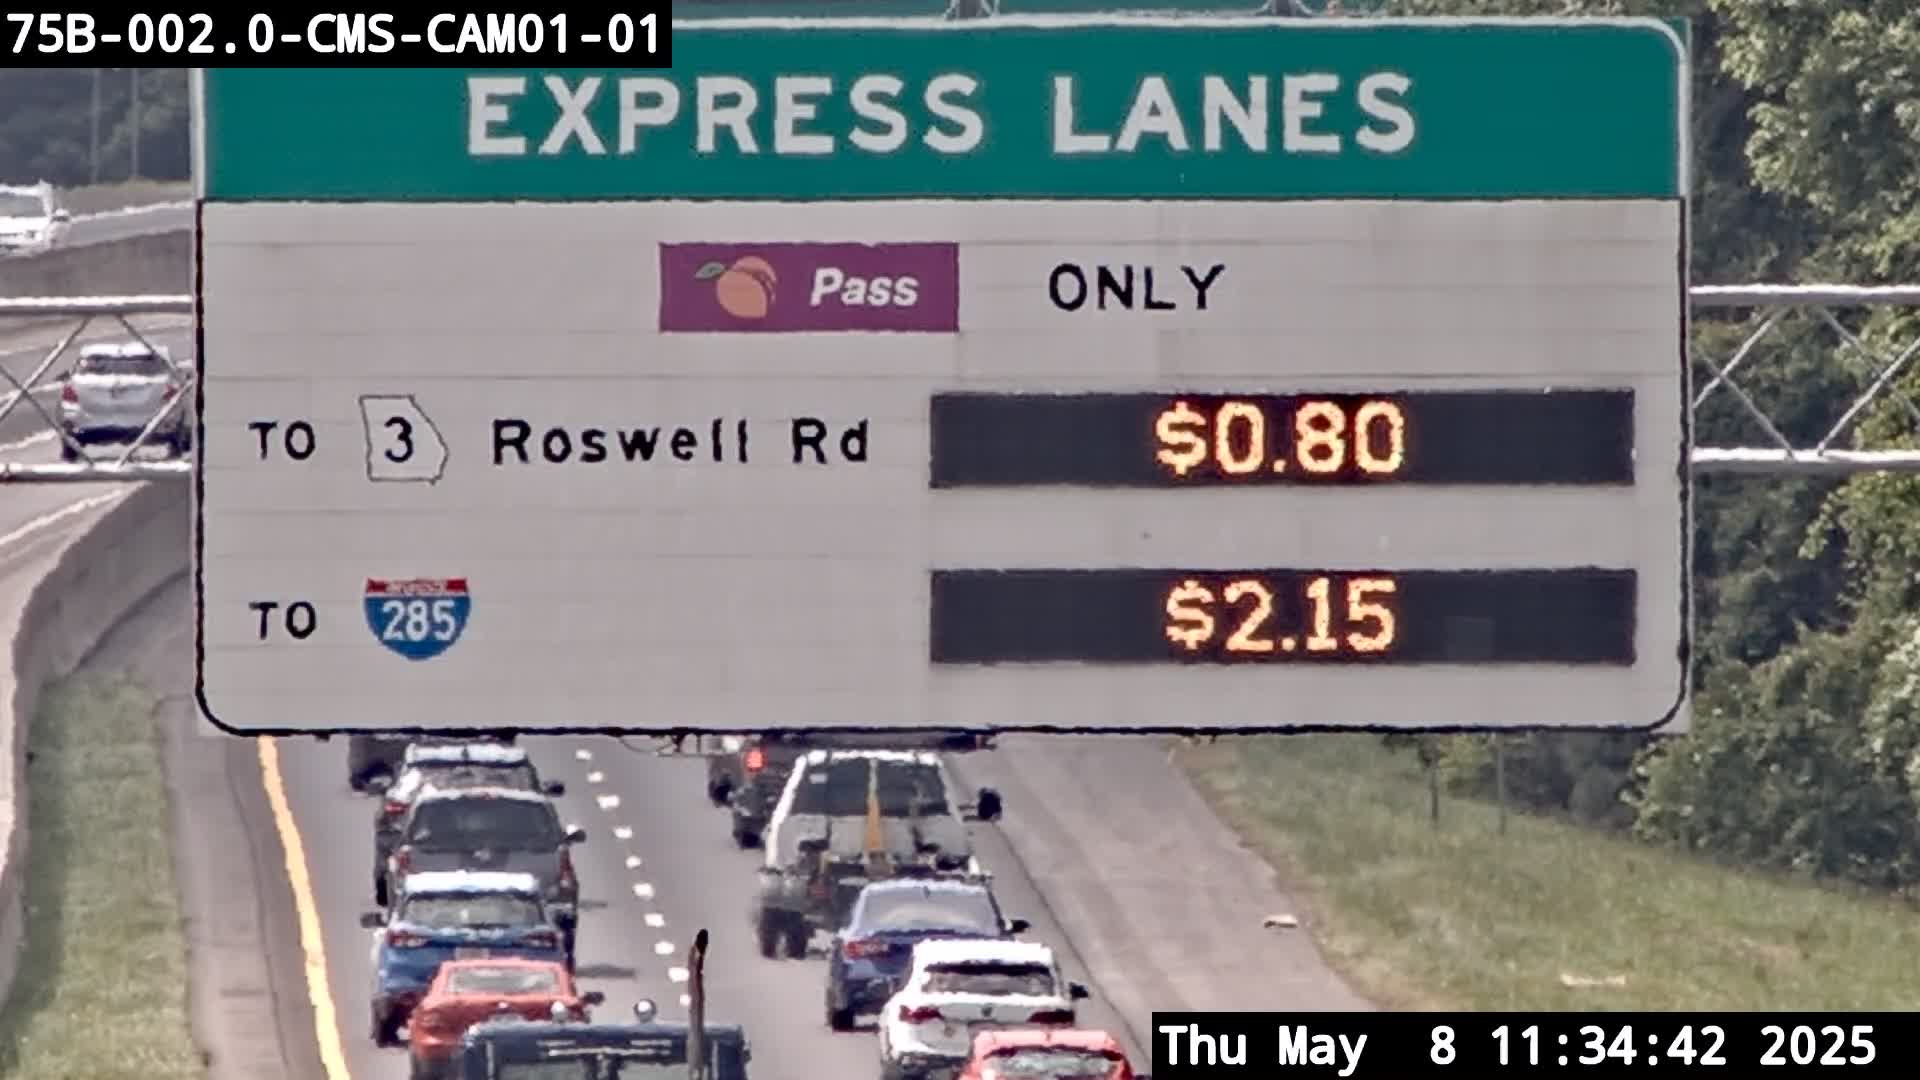 75B-002.0-CMS-CAM01-01
EXPRESS LANES
Pass ONLY
TO 3 Roswell Rd $0.80
TO 285 $2.15
Thu May 8 11:34:42 2025